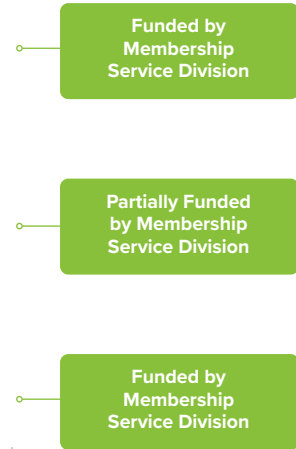 Funded by
Membership
Service Division
Partially Funded
by Membership
Service Division
Funded by
Membership
Service Division